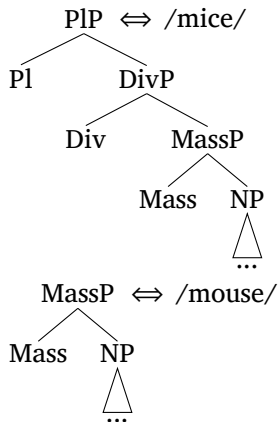 PlP ⇔ /mice/
Pl DivP
Div MassP
Mass NP
...
MassP ⇔ /mouse/
Mass NP
...